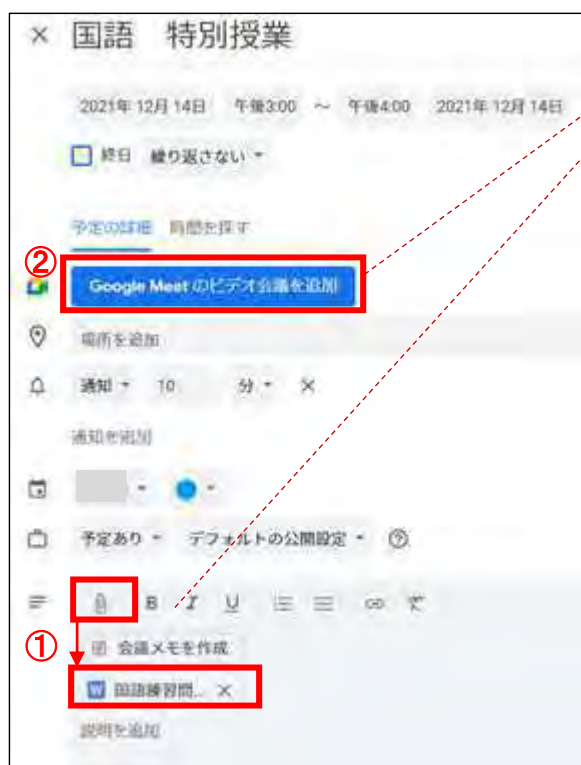 × 国語 特別授業
2021年 12月 14日 午後3:00 ～ 午後4:00 2021年 12月 14日
終日 繰り返さない
予定の詳細 時間を探す
②
Google Meet のビデオ会議を追加
場所を追加
通知 10 分 ×
通知を追加
予定あり デフォルトの公開設定 ?
B I U
① 会議メモを作成
W 国語練習問... ×
説明を追加